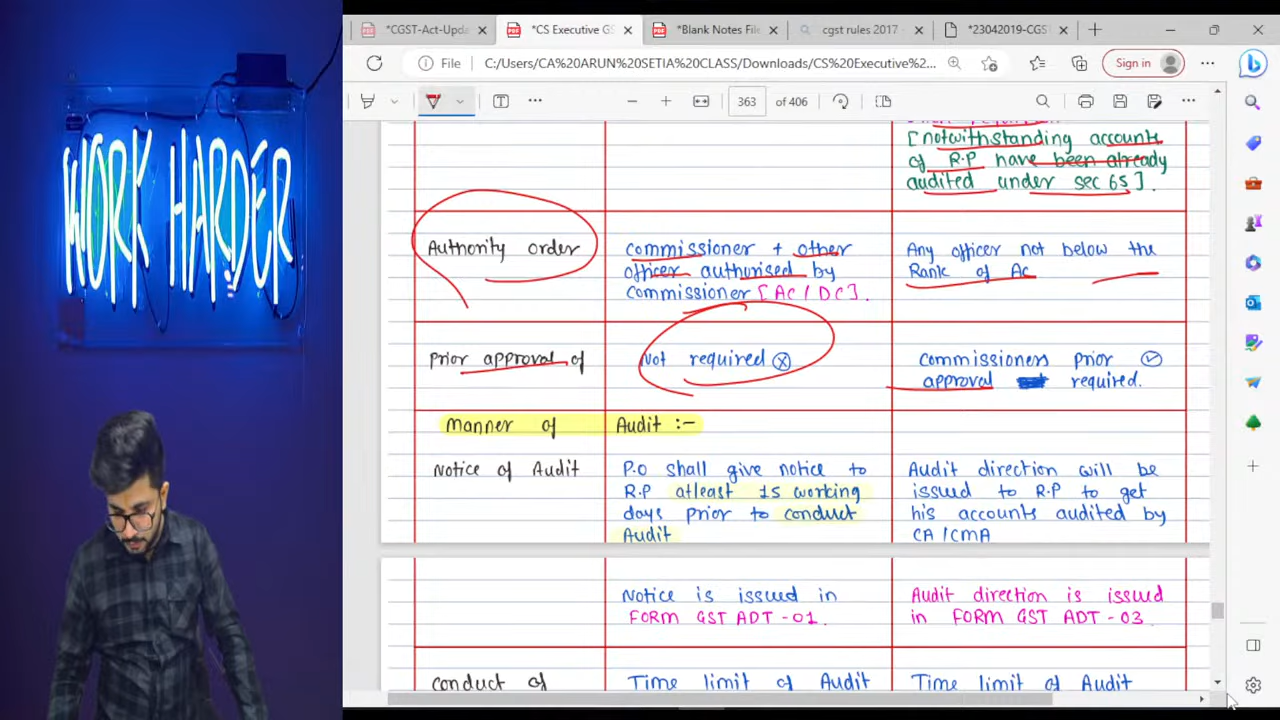 WORK HARDER
*CGST-Act-Upda
*CS Executive GS
*Blank Notes File
cgst rules 2017
*23042019-CGST
File
C:/Users/CA%20ARUN%20SETIA%20CLASS/Downloads/CS%20Executive%2...
Sign in
363 of 406
[notwithstanding accounts
of R.P have been already
audited under sec 65].
Authority order
commissioner + other
officer authorised by
commissioner [AC/DC].
Any officer not below the
Rank of AC
Prior approval of
Not required
commissioners prior
approval required.
Manner of Audit :-
Notice of Audit
P.O shall give notice to
R.P atleast 15 working
days prior to conduct
Audit
Audit direction will be
issued to R.P to get
his accounts audited by
CA/CMA
Notice is issued in
FORM GST ADT-01.
Audit direction is issued
in FORM GST ADT-03.
conduct of
Time limit of Audit
Time limit of Audit